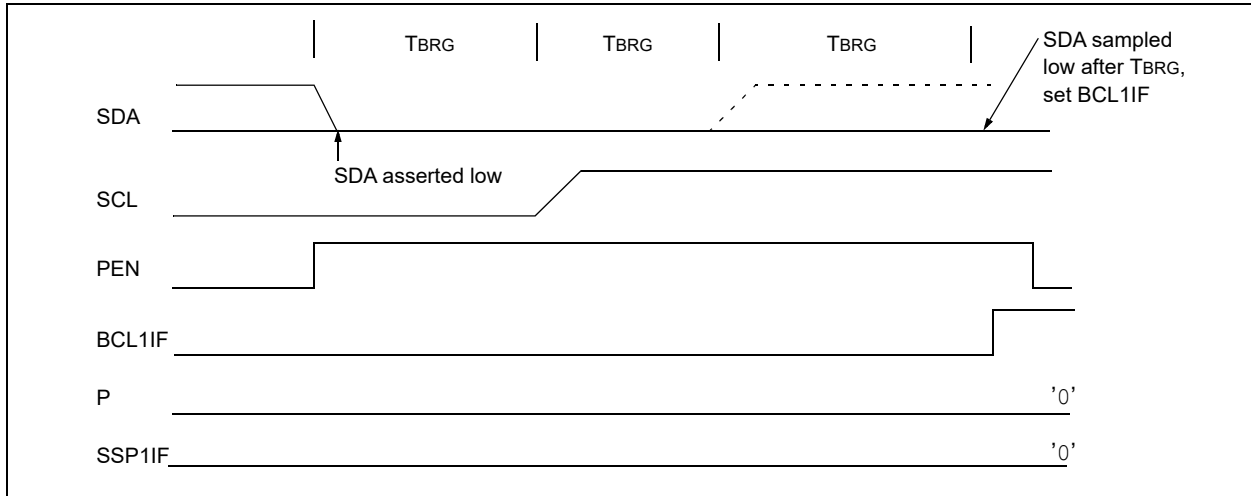 TBRG
TBRG
TBRG
SDA sampled
low after TBRG,
set BCL1IF
SDA
SDA asserted low
SCL
PEN
BCL1IF
P
'0'
SSP1IF
'0'